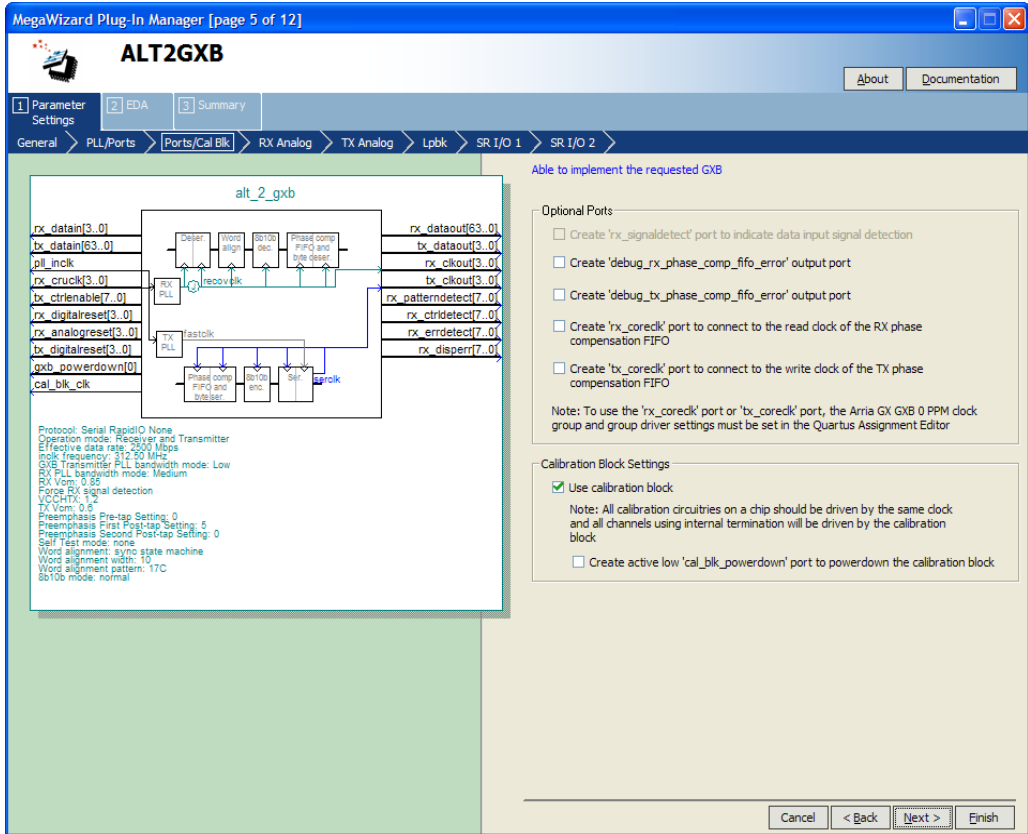 MegaWizard Plug-In Manager [page 5 of 12]
ALT2GXB
About
Documentation
1 Parameter Settings
2 EDA
3 Summary
General
PLL/Ports
Ports/Cal Blk
RX Analog
TX Analog
Lpbk
SR I/O 1
SR I/O 2
Able to implement the requested GXB
alt_2_gxb
rx_datain[3..0]
tx_datain[63..0]
pll_inclk
rx_cruclk[3..0]
tx_ctrlenable[7..0]
rx_digitalreset[3..0]
rx_analogreset[3..0]
tx_digitalreset[3..0]
gxb_powerdown[0]
cal_blk_clk
Deser.
Word align
8b10b dec.
Phase comp FIFO and byte deser.
RX PLL
recovclk
TX PLL
fastclk
Phase comp FIFO and byte ser.
8b10b enc.
Ser.
serclk
rx_dataout[63..0]
tx_dataout[3..0]
rx_clkout[3..0]
tx_clkout[3..0]
rx_patterndetect[7..0]
rx_ctrldetect[7..0]
rx_errdetect[7..0]
rx_disperr[7..0]
Protocol: Serial RapidIO None
Operation mode: Receiver and Transmitter
Effective data rate: 2500 Mbps
inclk frequency: 312.50 MHz
GXB Transmitter PLL bandwidth mode: Low
RX PLL bandwidth mode: Medium
RX Vcm: 0.85
Force RX signal detection
VCCHTX: 1.2
TX Vcm: 0.6
Preemphasis Pre-tap Setting: 0
Preemphasis First Post-tap Setting: 5
Preemphasis Second Post-tap Setting: 0
Self Test mode: none
Word alignment: sync state machine
Word alignment width: 10
Word alignment pattern: 17C
8b10b mode: normal
Optional Ports
Create 'rx_signaldetect' port to indicate data input signal detection
Create 'debug_rx_phase_comp_fifo_error' output port
Create 'debug_tx_phase_comp_fifo_error' output port
Create 'rx_coreclk' port to connect to the read clock of the RX phase
compensation FIFO
Create 'tx_coreclk' port to connect to the write clock of the TX phase
compensation FIFO
Note: To use the 'rx_coreclk' port or 'tx_coreclk' port, the Arria GX GXB 0 PPM clock
group and group driver settings must be set in the Quartus Assignment Editor
Calibration Block Settings
Use calibration block
Note: All calibration circuitries on a chip should be driven by the same clock
and all channels using internal termination will be driven by the calibration
block
Create active low 'cal_blk_powerdown' port to powerdown the calibration block
Cancel
< Back
Next >
Finish